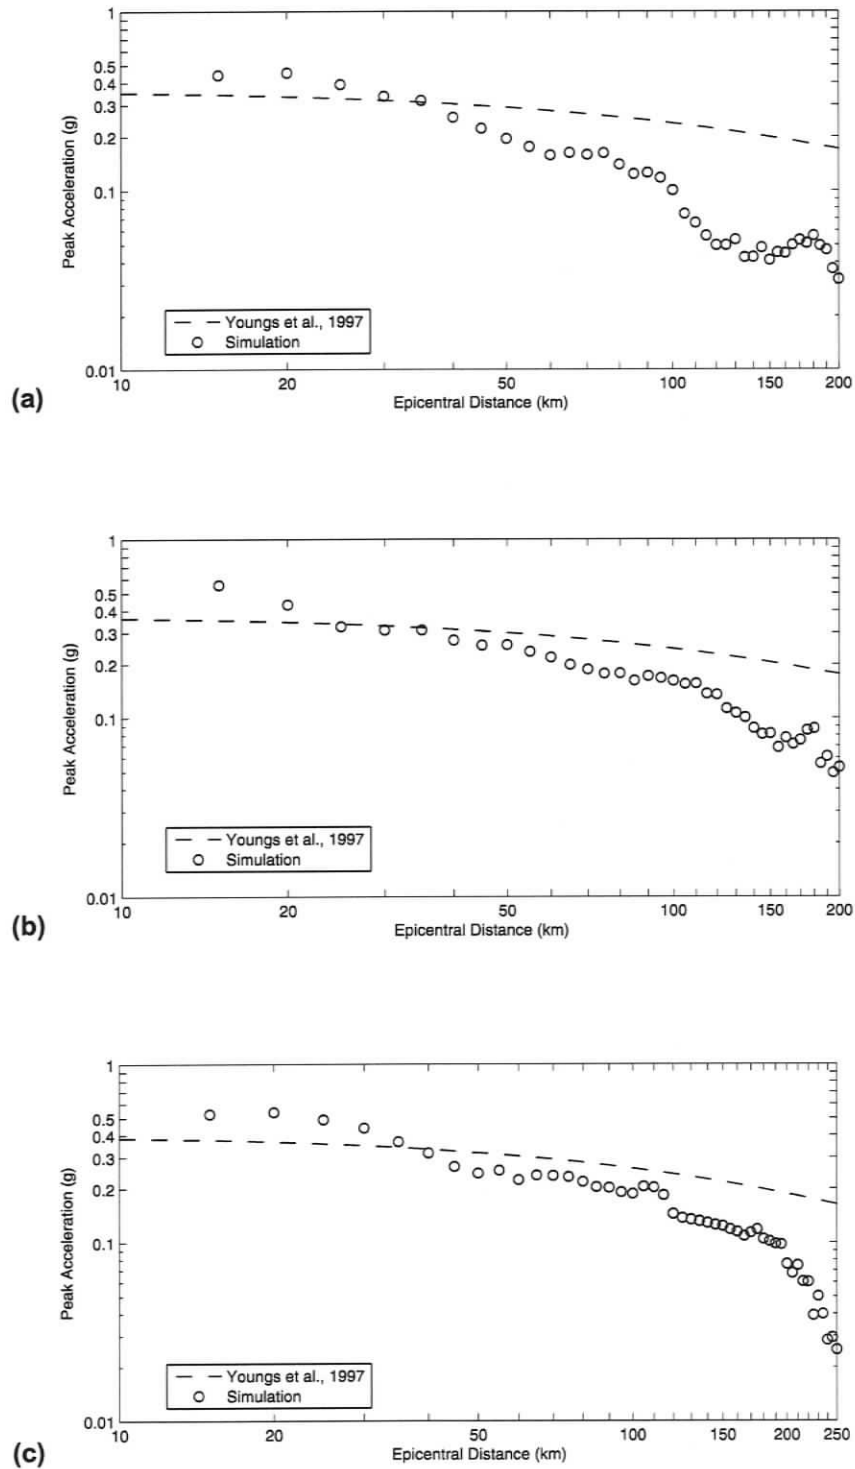 1
0.5
0.4
0.3
0.2
0.1
0.01
Peak Acceleration (g)
Youngs et al., 1997
Simulation
10 20 50 100 150 200
Epicentral Distance (km)
(a)
1
0.5
0.4
0.3
0.2
0.1
0.01
Peak Acceleration (g)
Youngs et al., 1997
Simulation
10 20 50 100 150 200
Epicentral Distance (km)
(b)
1
0.5
0.4
0.3
0.2
0.1
0.01
Peak Acceleration (g)
Youngs et al., 1997
Simulation
10 20 50 100 150 200 250
Epicentral Distance (km)
(c)